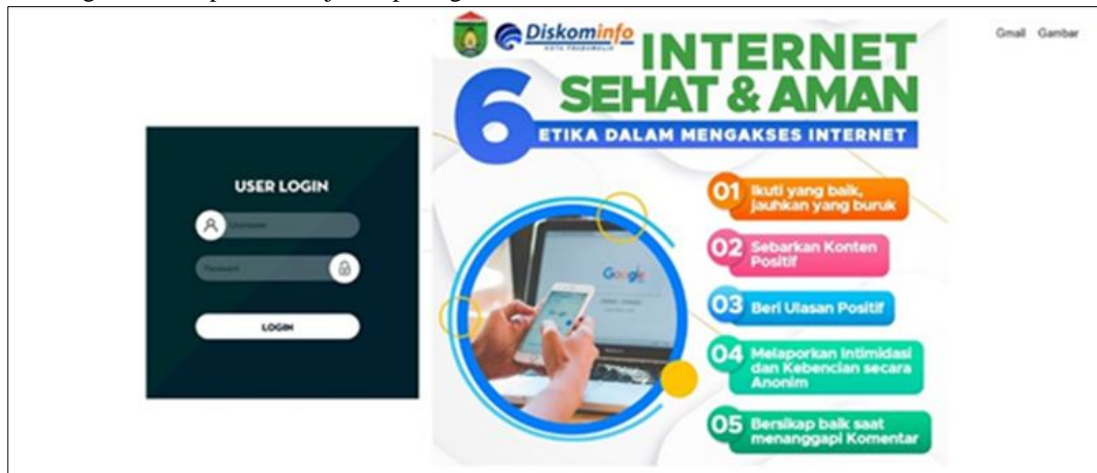 USER LOGIN
Username
Password
LOGIN
Diskominfo
INTERNET
SEHAT & AMAN
6
ETIKA DALAM MENGAKSES INTERNET
Google
01 Ikuti yang baik,
jauhkan yang buruk
02 Sebarkan Konten
Positif
03 Beri Ulasan Positif
04 Melaporkan Intimidasi
dan Kebencian secara
Anonim
05 Bersikap baik saat
menanggapi Komentar
Gmail Gambar